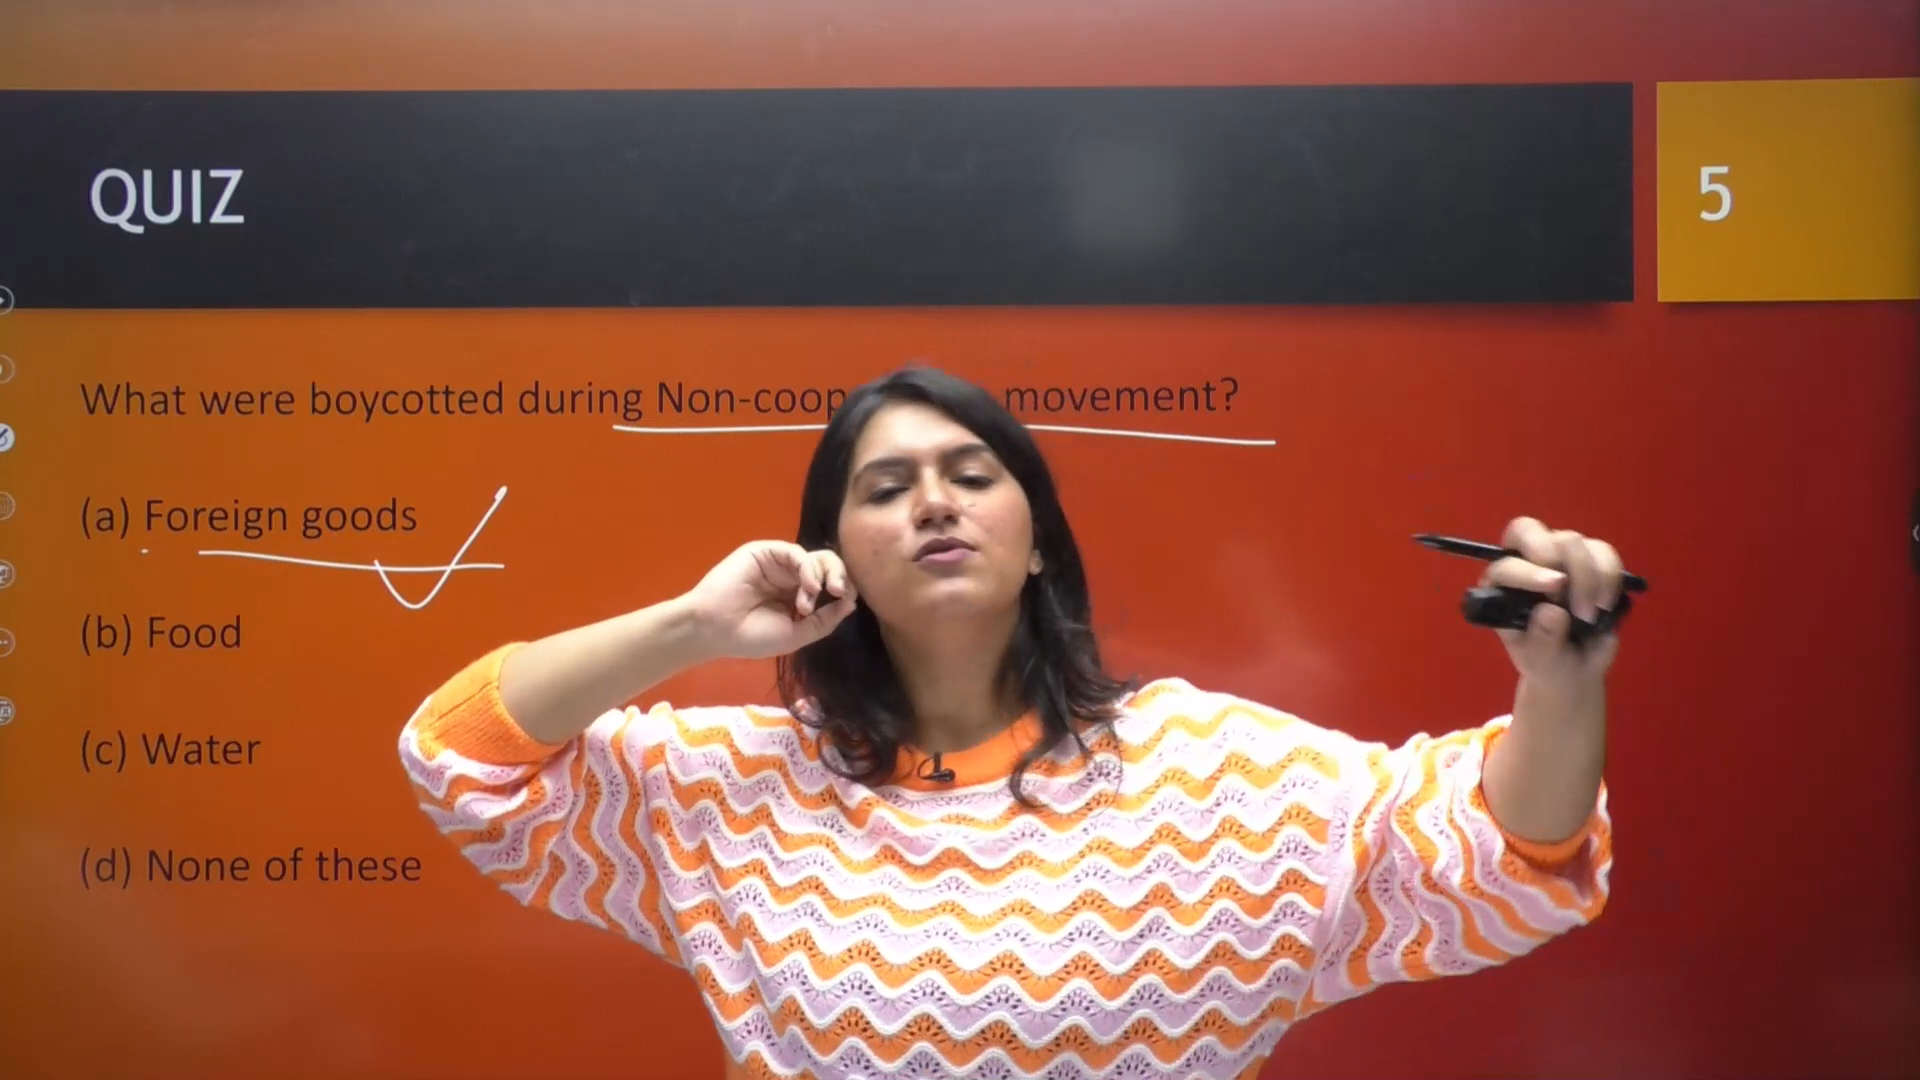 QUIZ
5
What were boycotted during Non-coop movement?
(a) Foreign goods
(b) Food
(c) Water
(d) None of these